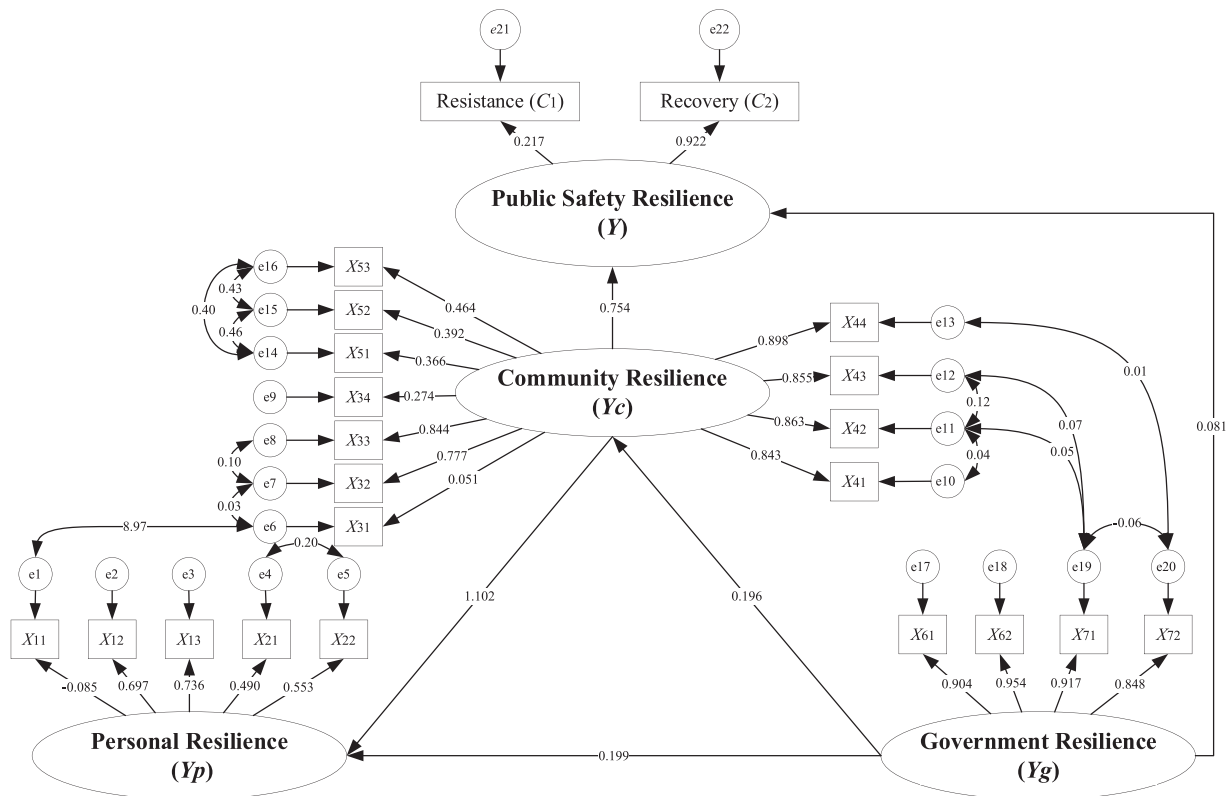 e21
e22
Resistance (C1)
Recovery (C2)
0.217
0.922
Public Safety Resilience
(Y)
e16
X53
0.43
0.464
0.40
e15
X52
0.754
0.46
0.392
e14
X51
0.366
e9
X34
0.274
e8
X33
0.844
0.10
e7
X32
0.777
0.03
0.051
e6
X31
8.97
0.20
Community Resilience
(Yc)
0.898
X44
e13
0.855
X43
e12
0.01
0.12
0.863
X42
e11
0.07
0.05
0.081
0.843
0.04
X41
e10
-0.06
e1
e2
e3
e4
e5
X11
X12
X13
X21
X22
-0.085
0.697
0.736
0.490
0.553
1.102
0.196
e17
e18
e19
e20
X61
X62
X71
X72
0.904
0.954
0.917
0.848
Personal Resilience
(Yp)
0.199
Government Resilience
(Yg)